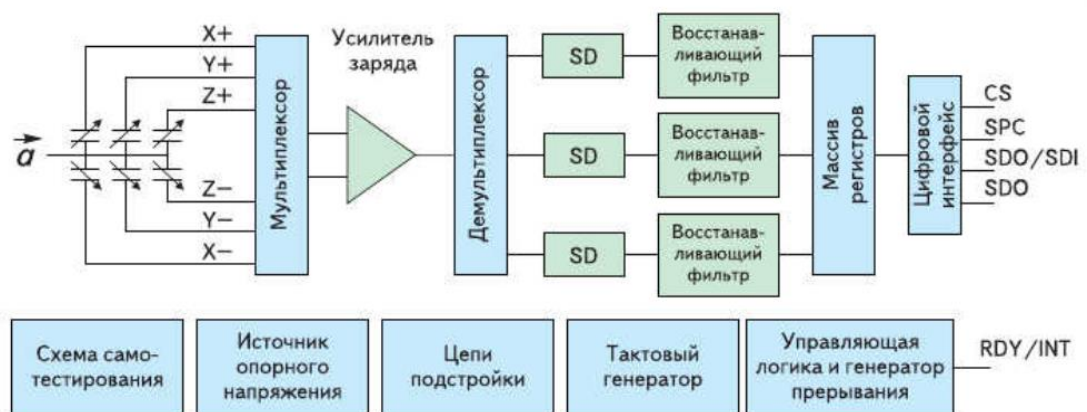 X+
Y+
Z+
a
Z−
Y−
X−
Мультиплексор
Усилитель
заряда
Демультиплексор
SD
SD
SD
Восстанав-
ливающий
фильтр
Восстанав-
ливающий
фильтр
Восстанав-
ливающий
фильтр
Массив
регистров
Цифровой
интерфейс
CS
SPC
SDO/SDI
SDO
Схема само-
тестирования
Источник
опорного
напряжения
Цепи
подстройки
Тактовый
генератор
Управляющая
логика и генератор
прерывания
RDY/INT